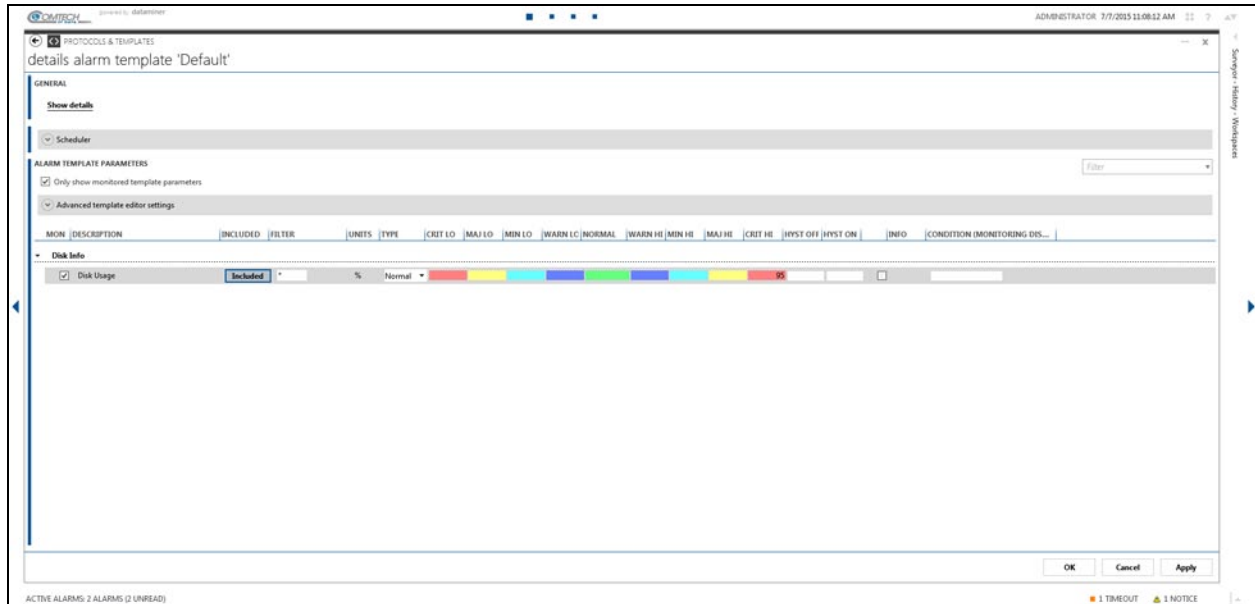 COMTECH powered by dataminer ADMINISTRATOR 7/7/2015 11:08:12 AM ?
PROTOCOLS & TEMPLATES X
details alarm template 'Default'
GENERAL
Show details
Scheduler
ALARM TEMPLATE PARAMETERS
Filter
Only show monitored template parameters
Advanced template editor settings
MON DESCRIPTION INCLUDED FILTER UNITS TYPE CRIT LO MAJ LO MIN LO WARN LO NORMAL WARN HI MIN HI MAJ HI CRIT HI HYST OFF HYST ON INFO CONDITION (MONITORING DIS...
Disk Info
Disk Usage Included * % Normal 95
OK Cancel Apply
ACTIVE ALARMS: 2 ALARMS (2 UNREAD) 1 TIMEOUT 1 NOTICE
Surveyor - History - Workspaces